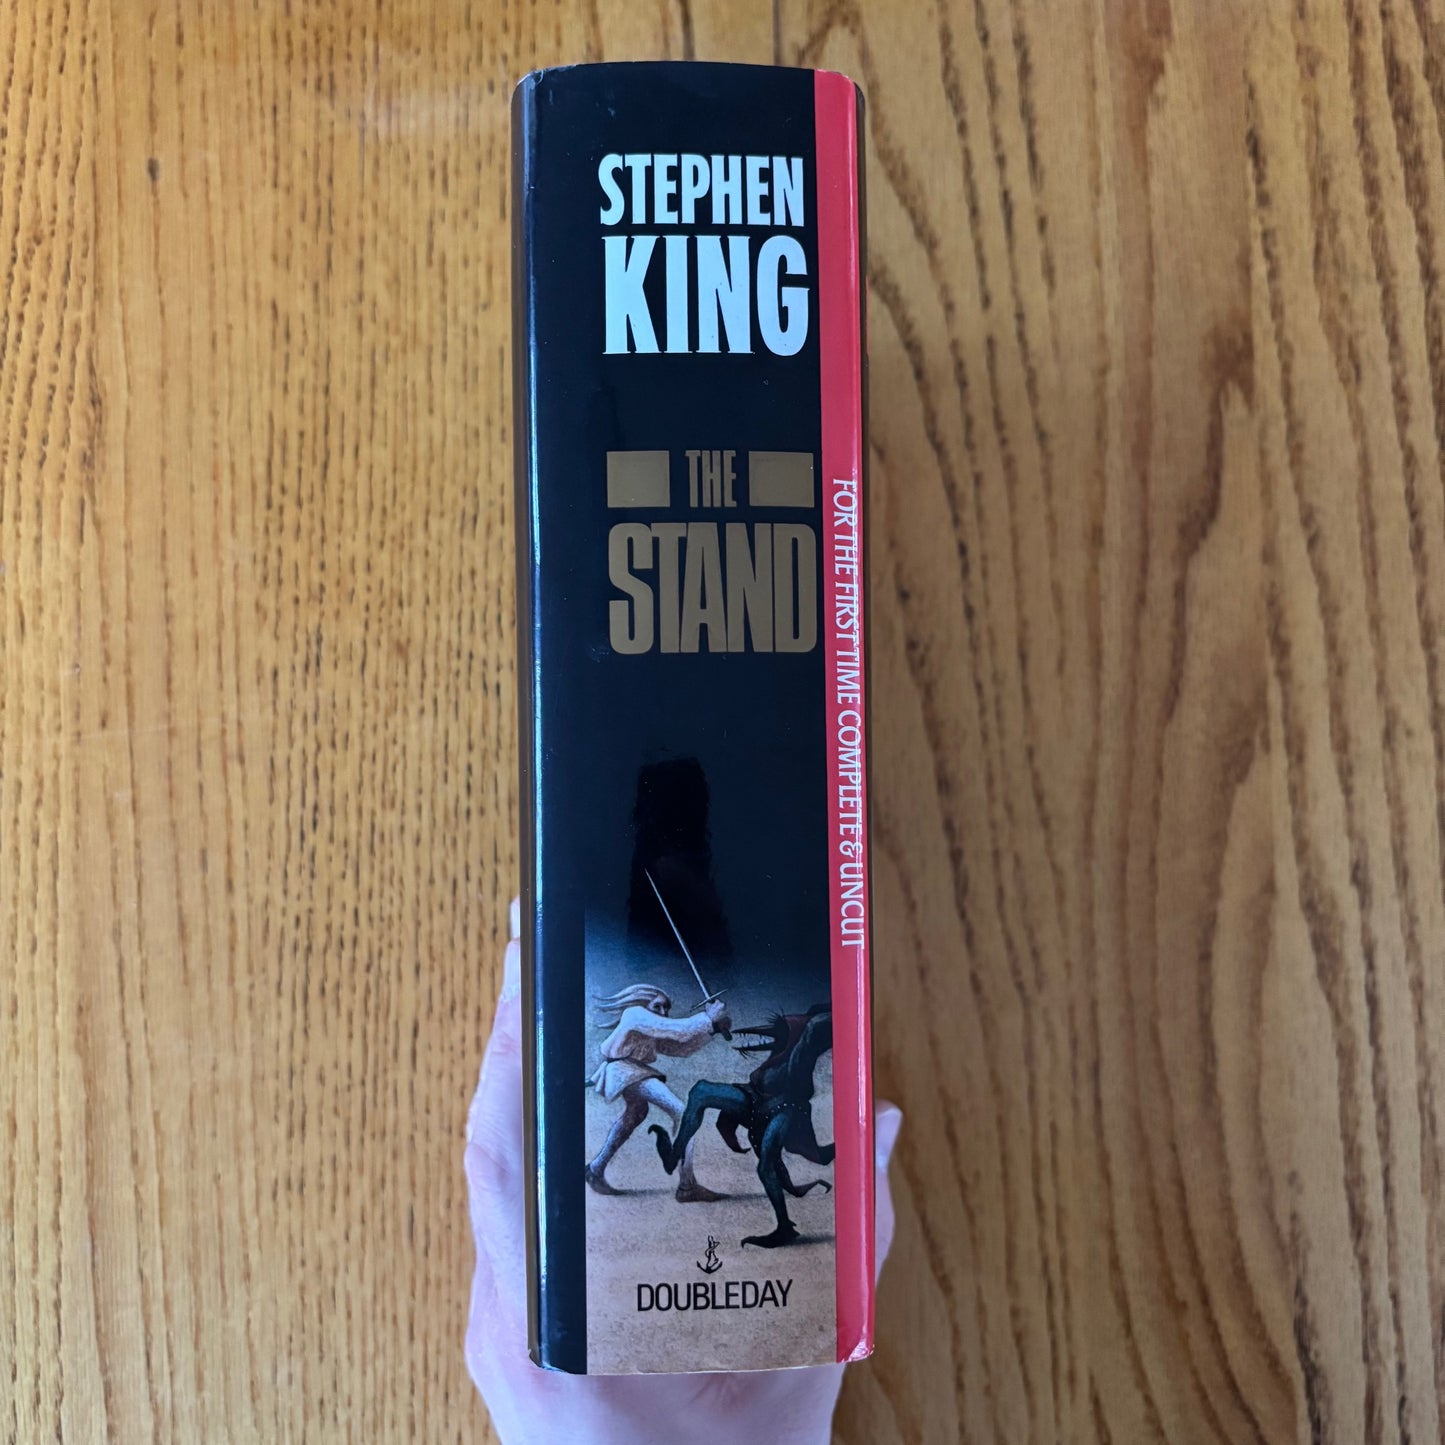 STEPHEN
KING
THE
STAND
FOR THE FIRST TIME COMPLETE & UNCUT
DOUBLEDAY